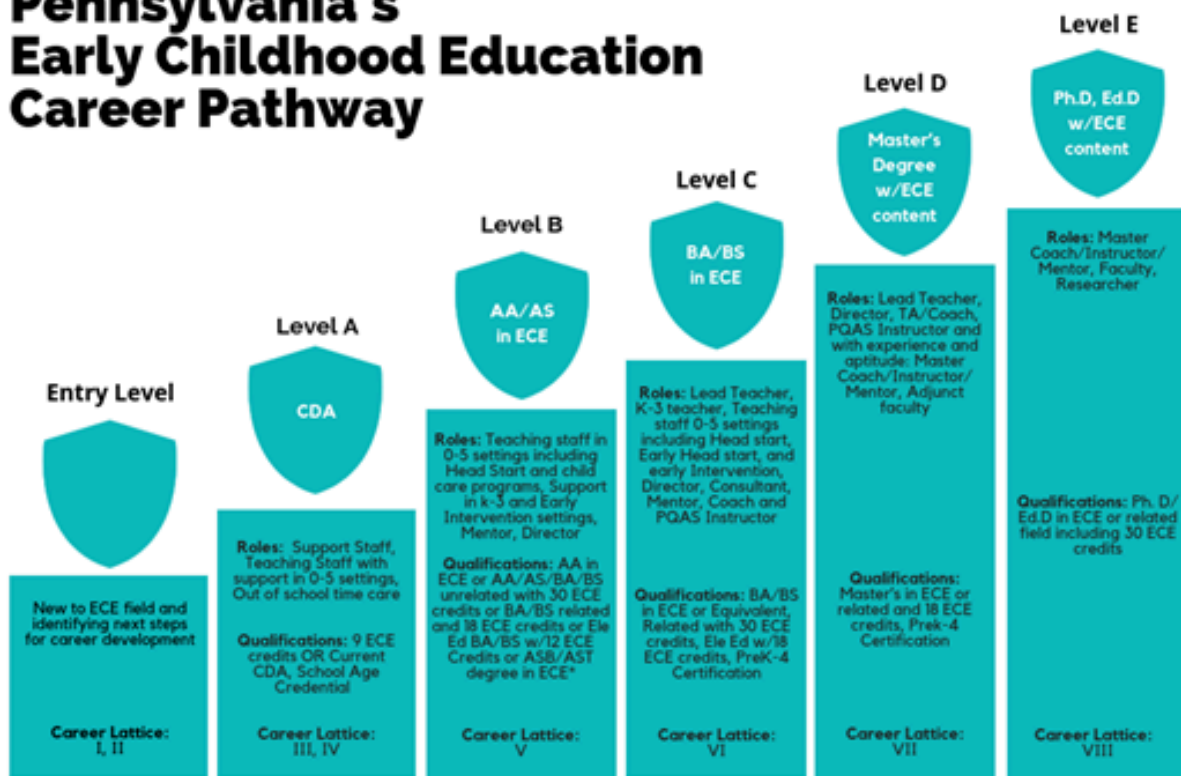 Pennsylvania's
Early Childhood Education
Career Pathway
Entry Level
New to ECE field and
identifying next steps
for career development
Career Lattice:
I, II
Level A
CDA
Roles: Support Staff,
Teaching Staff with
support in 0-5 settings,
Out of school time care
Qualifications: 9 ECE
credits OR Current
CDA, School Age
Credential
Career Lattice:
III, IV
Level B
AA/AS
in ECE
Roles: Teaching staff in
0-5 settings including
Head Start and child
care programs, Support
in k-3 and Early
Intervention settings,
Mentor, Director
Qualifications: AA in
ECE or AA/AS/BA/BS
unrelated with 30 ECE
credits or BA/BS related
and 18 ECE credits or Ele
Ed BA/BS w/12 ECE
Credits or ASB/AST
degree in ECE*
Career Lattice:
V
Level C
BA/BS
in ECE
Roles: Lead Teacher,
K-3 teacher, Teaching
staff 0-5 settings
including Head start,
Early Head start, and
early Intervention,
Director, Consultant,
Mentor, Coach and
PQAS Instructor
Qualifications: BA/BS
in ECE or Equivalent,
Related with 30 ECE
credits, Ele Ed w/18
ECE credits, PreK-4
Certification
Career Lattice:
VI
Level D
Master's
Degree
w/ECE
content
Roles: Lead Teacher,
Director, TA/Coach,
PQAS Instructor and
with experience and
aptitude: Master
Coach/Instructor/
Mentor, Adjunct
faculty
Qualifications:
Master's in ECE or
related and 18 ECE
credits, Prek-4
Certification
Career Lattice:
VII
Level E
Ph.D, Ed.D
w/ECE
content
Roles: Master
Coach/Instructor/
Mentor, Faculty,
Researcher
Qualifications: Ph. D/
Ed.D in ECE or related
field including 30 ECE
credits
Career Lattice:
VIII